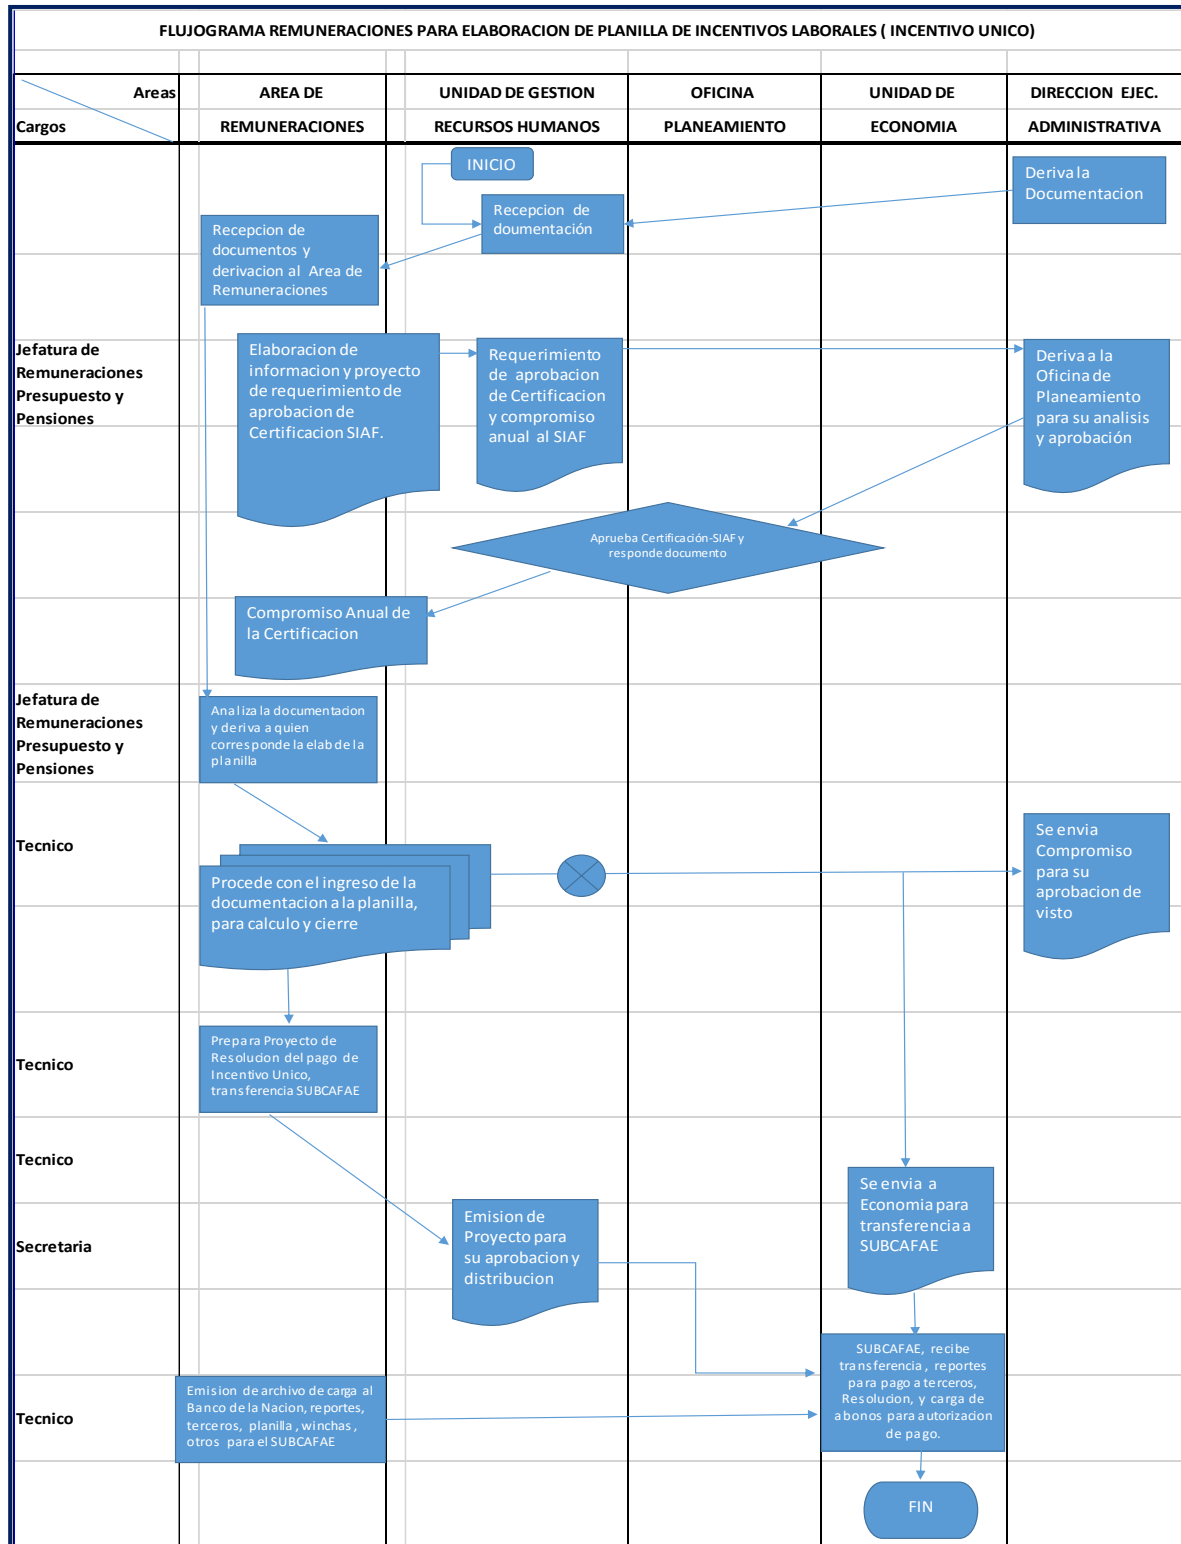 FLUJOGRAMA REMUNERACIONES PARA ELABORACION DE PLANILLA DE INCENTIVOS LABORALES ( INCENTIVO UNICO)
Areas
AREA DE
UNIDAD DE GESTION
OFICINA
UNIDAD DE
DIRECCION EJEC.
Cargos
REMUNERACIONES
RECURSOS HUMANOS
PLANEAMIENTO
ECONOMIA
ADMINISTRATIVA
INICIO
Deriva la
Documentacion
Recepcion de
doumentación
Recepcion de
documentos y
derivacion al Area de
Remuneraciones
Jefatura de
Remuneraciones
Presupuesto y
Pensiones
Elaboracion de
informacion y proyecto
de requerimiento de
aprobacion de
Certificacion SIAF.
Requerimiento
de aprobacion
de Certificacion
y compromiso
anual al SIAF
Deriva a la
Oficina de
Planeamiento
para su analisis
y aprobación
Aprueba Certificación-SIAF y
responde documento
Compromiso Anual de
la Certificacion
Jefatura de
Remuneraciones
Presupuesto y
Pensiones
Analiza la documentacion
y deriva a quien
corresponde la elab de la
planilla
Tecnico
Procede con el ingreso de la
documentacion a la planilla,
para calculo y cierre
Se envia
Compromiso
para su
aprobacion de
visto
Tecnico
Prepara Proyecto de
Resolucion del pago de
Incentivo Unico,
transferencia SUBCAFAE
Tecnico
Se envia a
Economia para
transferencia a
SUBCAFAE
Secretaria
Emision de
Proyecto para
su aprobacion y
distribucion
SUBCAFAE, recibe
transferencia , reportes
para pago a terceros,
Resolucion, y carga de
abonos para autorizacion
de pago.
Tecnico
Emision de archivo de carga al
Banco de la Nacion, reportes,
terceros, planilla , winchas ,
otros para el SUBCAFAE
FIN